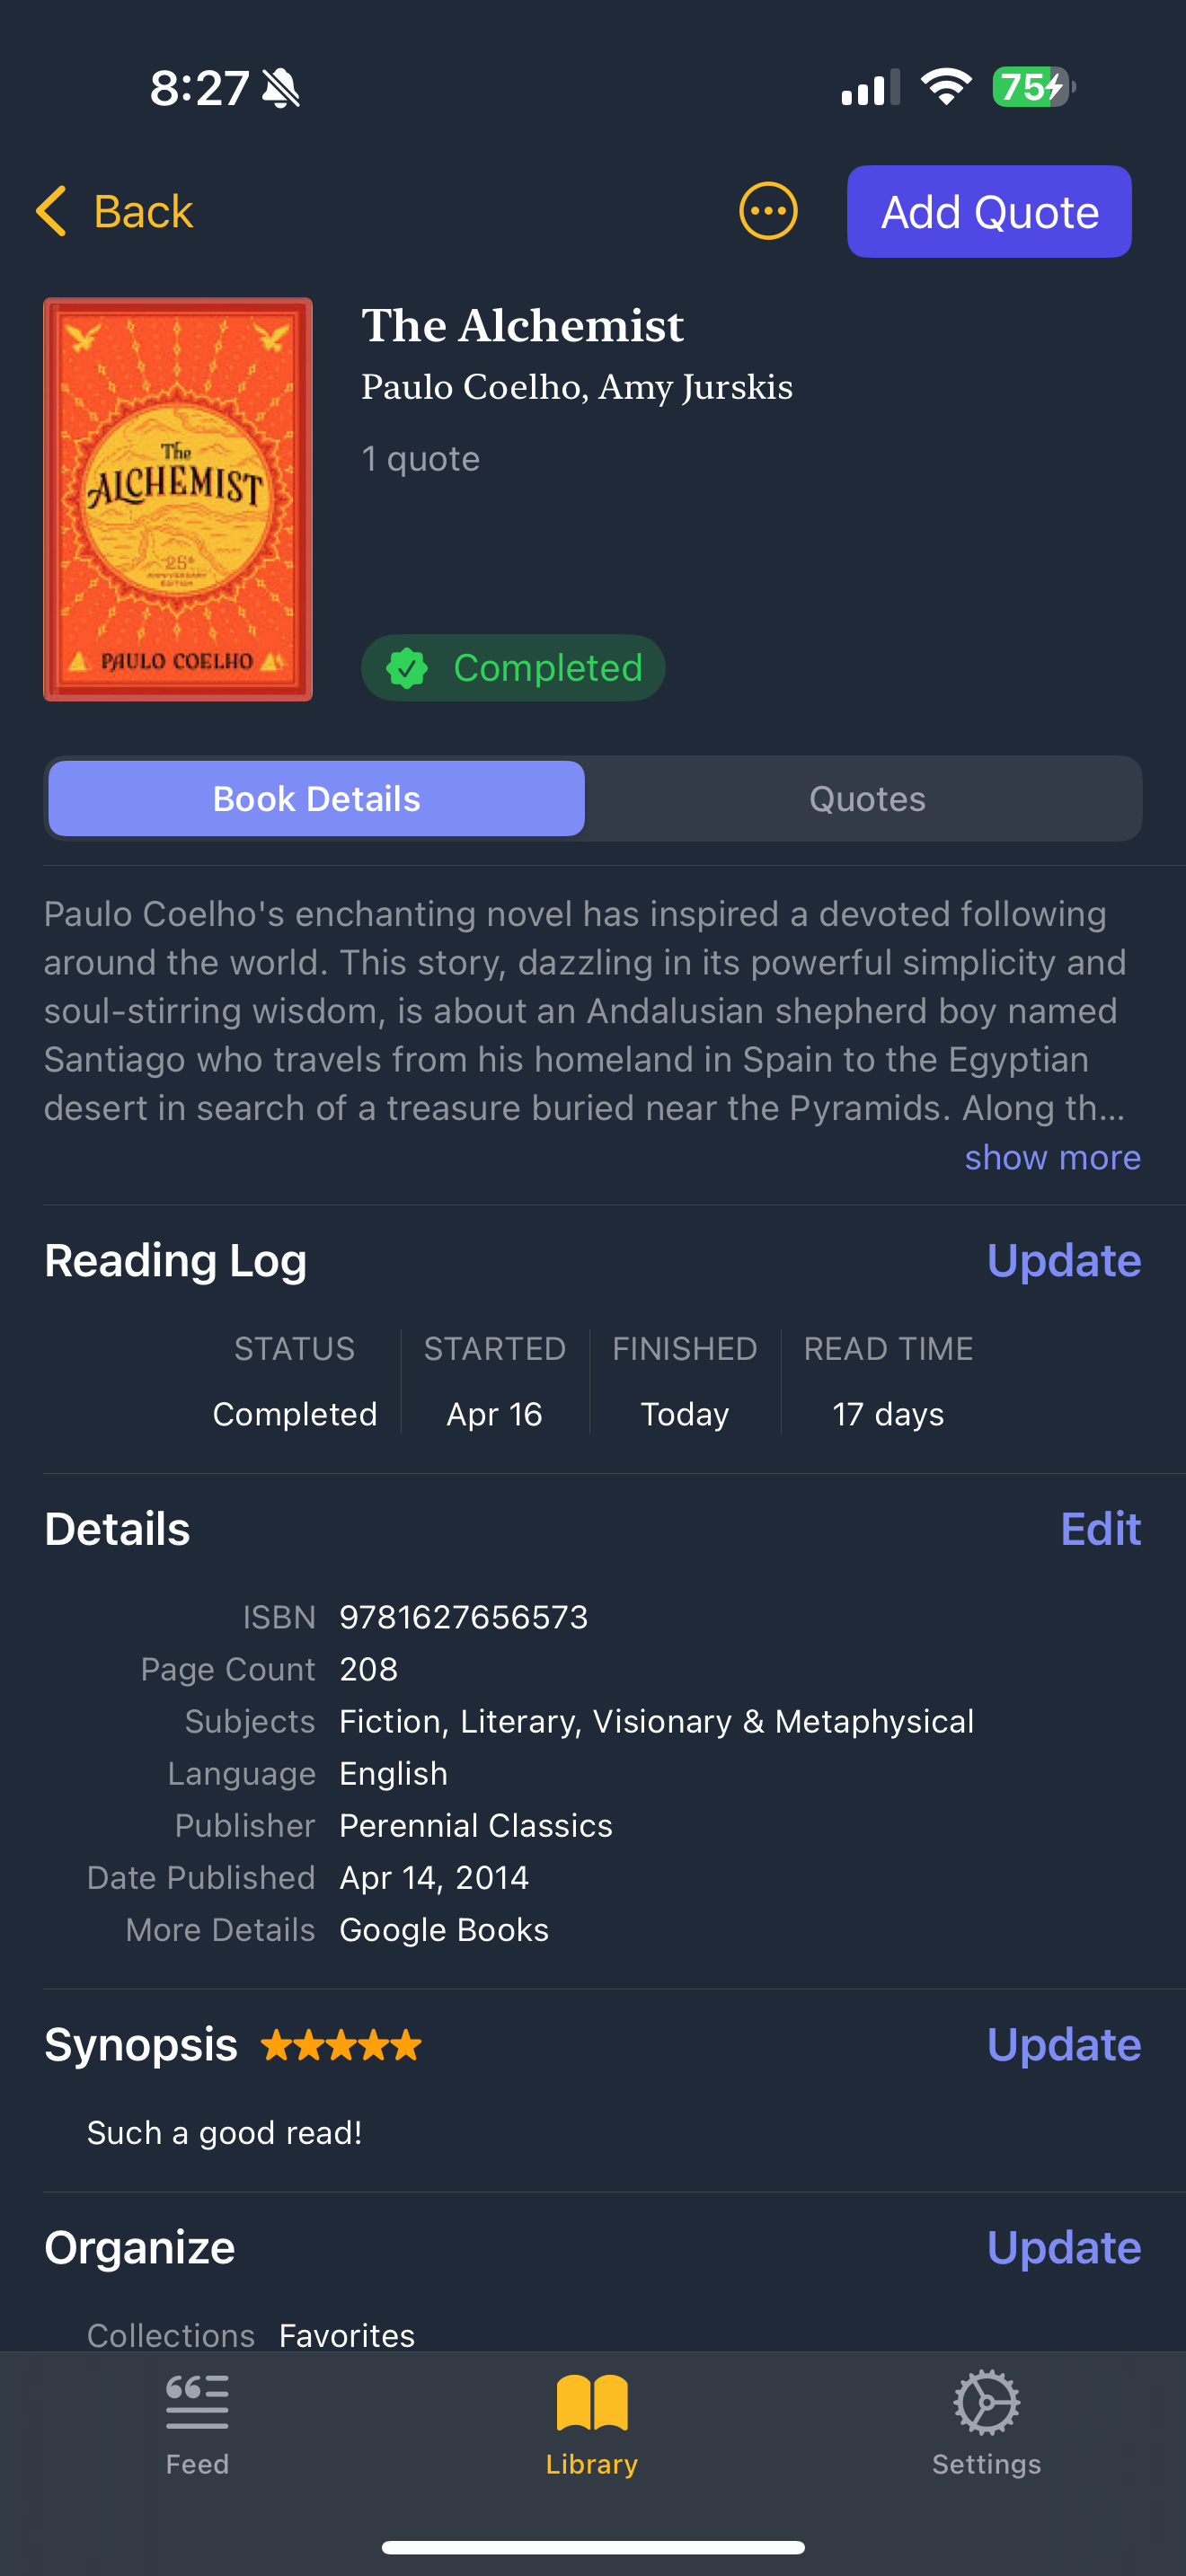 8:27
75
Back
Add Quote
The
ALCHEMIST
25th
ANNIVERSARY
EDITION
PAULO COELHO
The Alchemist
Paulo Coelho, Amy Jurskis
1 quote
Completed
Book Details
Quotes
Paulo Coelho's enchanting novel has inspired a devoted following
around the world. This story, dazzling in its powerful simplicity and
soul-stirring wisdom, is about an Andalusian shepherd boy named
Santiago who travels from his homeland in Spain to the Egyptian
desert in search of a treasure buried near the Pyramids. Along th...
show more
Reading Log
Update
STATUS STARTED FINISHED READ TIME
Completed Apr 16 Today 17 days
Details
Edit
ISBN 9781627656573
Page Count 208
Subjects Fiction, Literary, Visionary & Metaphysical
Language English
Publisher Perennial Classics
Date Published Apr 14, 2014
More Details Google Books
Synopsis
Update
Such a good read!
Organize
Update
Collections Favorites
Feed
Library
Settings